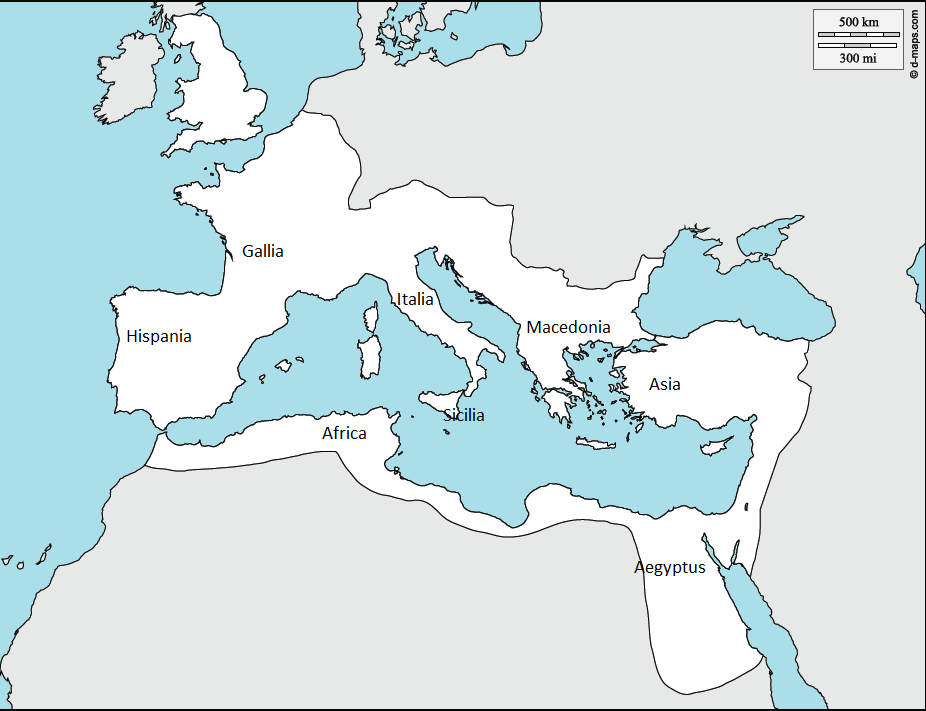 500 km
300 mi
© d-maps.com
Gallia
Italia
Hispania
Macedonia
Asia
Sicilia
Africa
Aegyptus